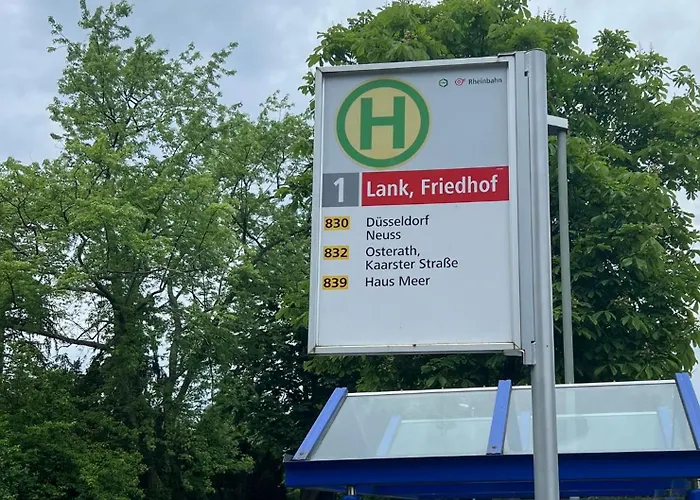 Rheinbahn
H
1 Lank, Friedhof
830 Düsseldorf
Neuss
832 Osterath,
Kaarster Straße
839 Haus Meer